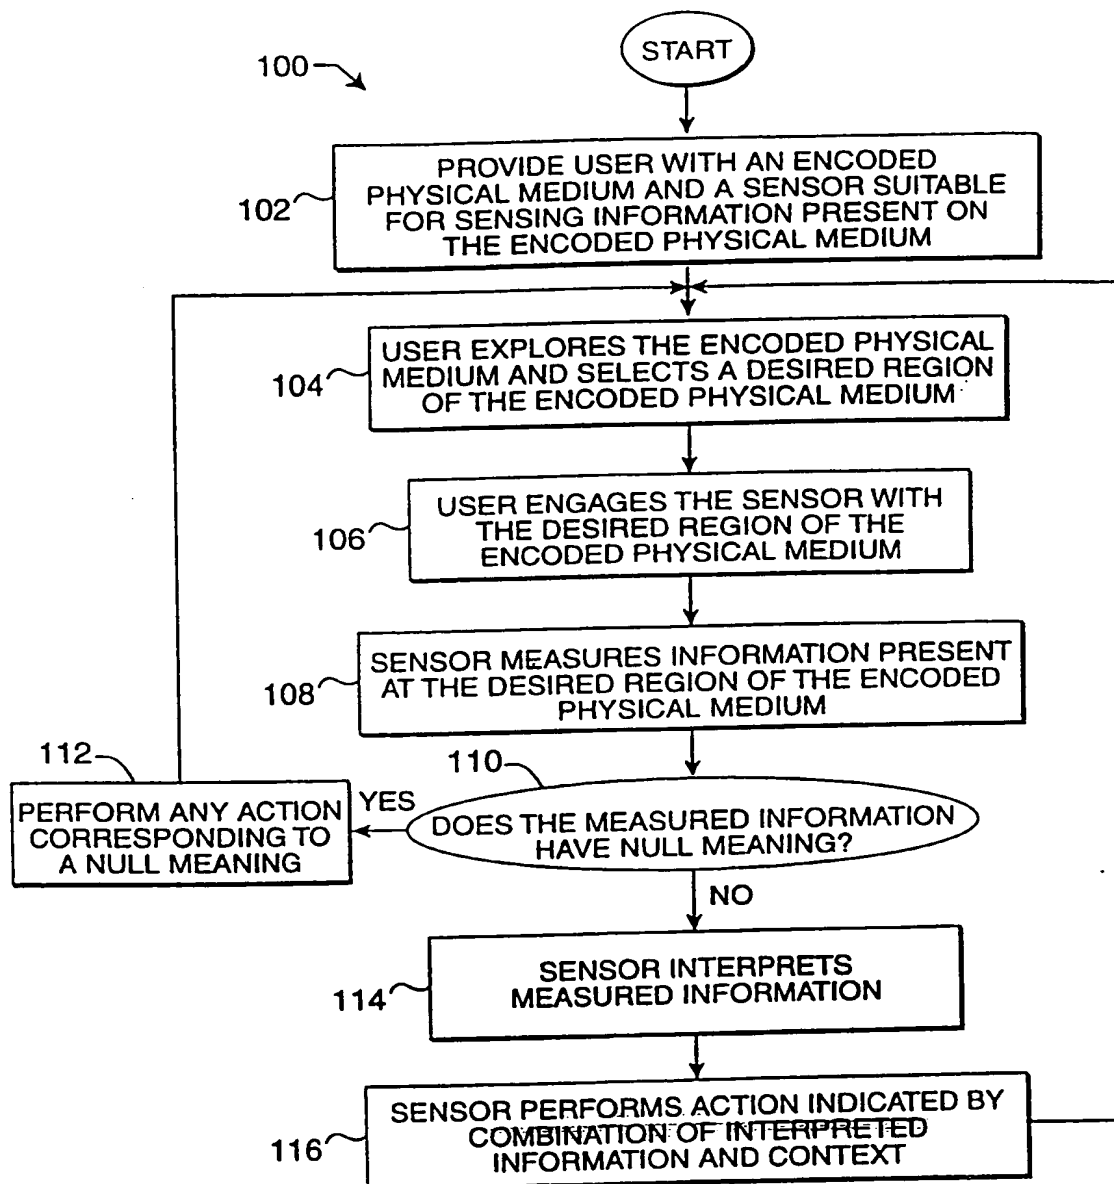 START
100
PROVIDE USER WITH AN ENCODED
PHYSICAL MEDIUM AND A SENSOR SUITABLE
FOR SENSING INFORMATION PRESENT ON
THE ENCODED PHYSICAL MEDIUM
102
USER EXPLORES THE ENCODED PHYSICAL
MEDIUM AND SELECTS A DESIRED REGION
OF THE ENCODED PHYSICAL MEDIUM
104
USER ENGAGES THE SENSOR WITH
THE DESIRED REGION OF THE
ENCODED PHYSICAL MEDIUM
106
SENSOR MEASURES INFORMATION PRESENT
AT THE DESIRED REGION OF THE ENCODED
PHYSICAL MEDIUM
108
110
DOES THE MEASURED INFORMATION
HAVE NULL MEANING?
YES
112
PERFORM ANY ACTION
CORRESPONDING TO
A NULL MEANING
NO
SENSOR INTERPRETS
MEASURED INFORMATION
114
SENSOR PERFORMS ACTION INDICATED BY
COMBINATION OF INTERPRETED
INFORMATION AND CONTEXT
116